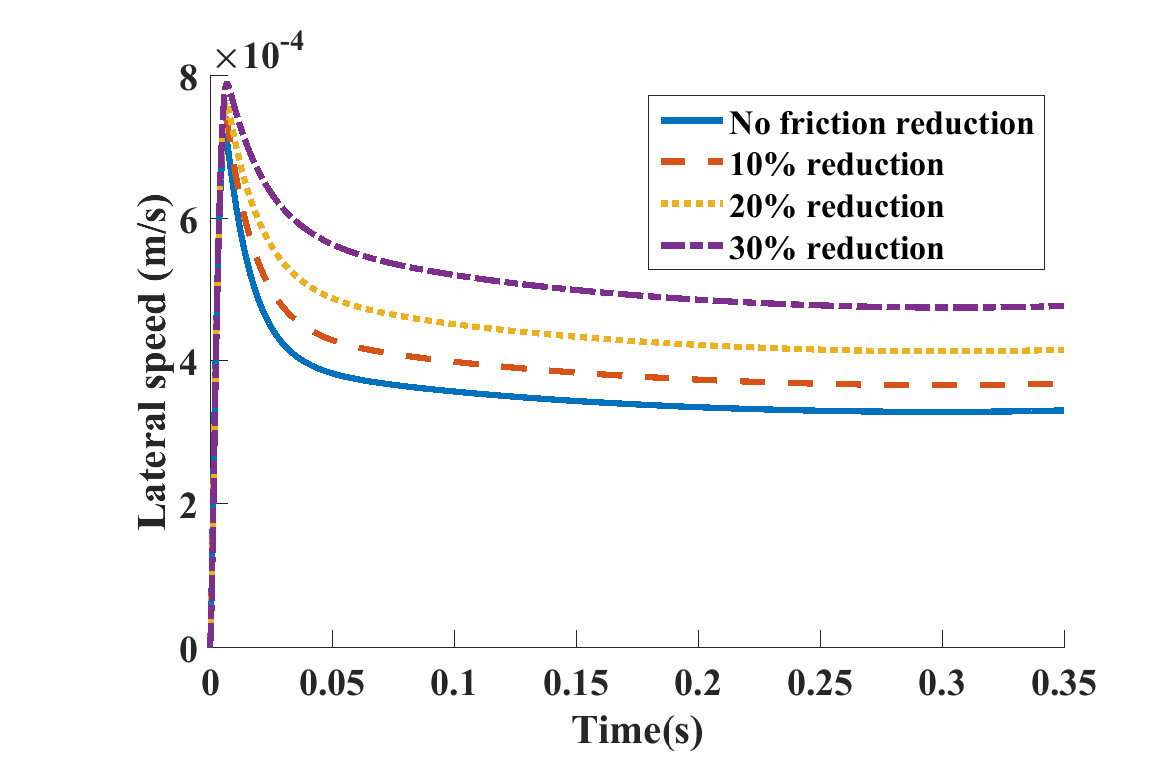 ×10-4
8
6
4
2
0
Lateral speed (m/s)
No friction reduction
10% reduction
20% reduction
30% reduction
0 0.05 0.1 0.15 0.2 0.25 0.3 0.35
Time(s)